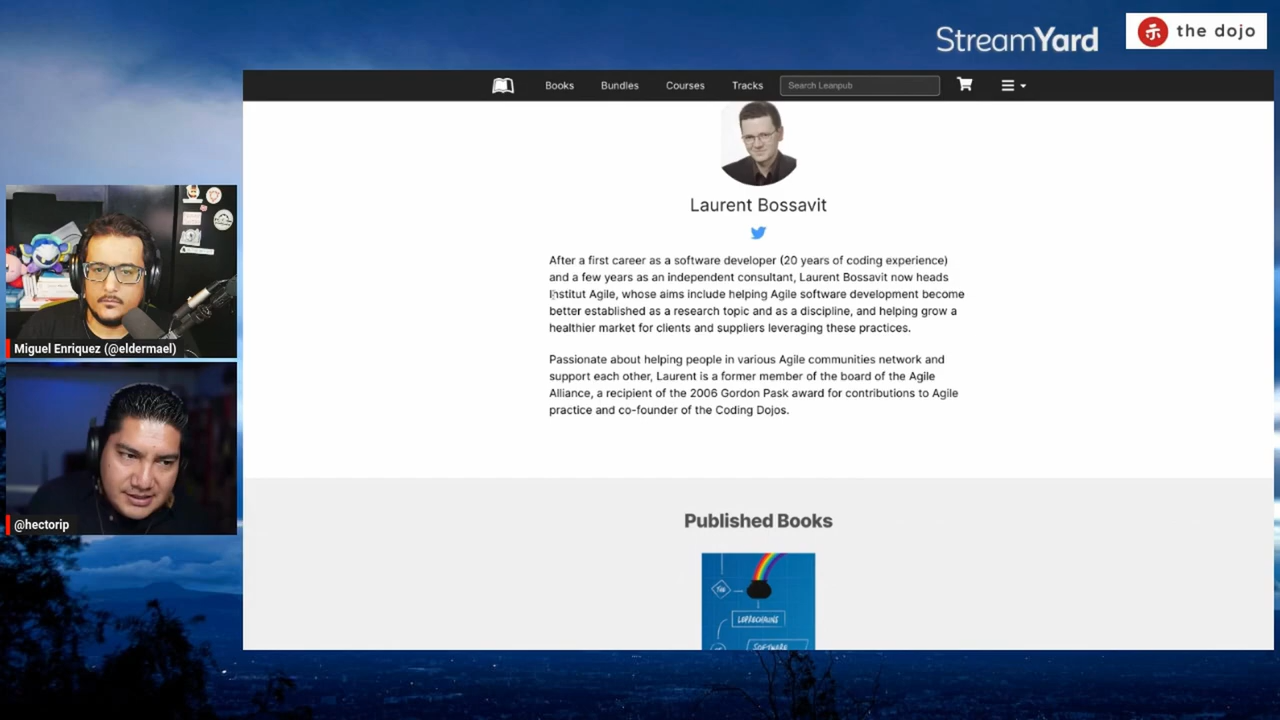 StreamYard
the dojo
Books
Bundles
Courses
Tracks
Search Leanpub
Laurent Bossavit
After a first career as a software developer (20 years of coding experience)
and a few years as an independent consultant, Laurent Bossavit now heads
Institut Agile, whose aims include helping Agile software development become
better established as a research topic and as a discipline, and helping grow a
healthier market for clients and suppliers leveraging these practices.
Passionate about helping people in various Agile communities network and
support each other, Laurent is a former member of the board of the Agile
Alliance, a recipient of the 2006 Gordon Pask award for contributions to Agile
practice and co-founder of the Coding Dojos.
Published Books
THE
LEPRECHAUNS
SOFTWARE
Miguel Enriquez (@eldermael)
@hectorip